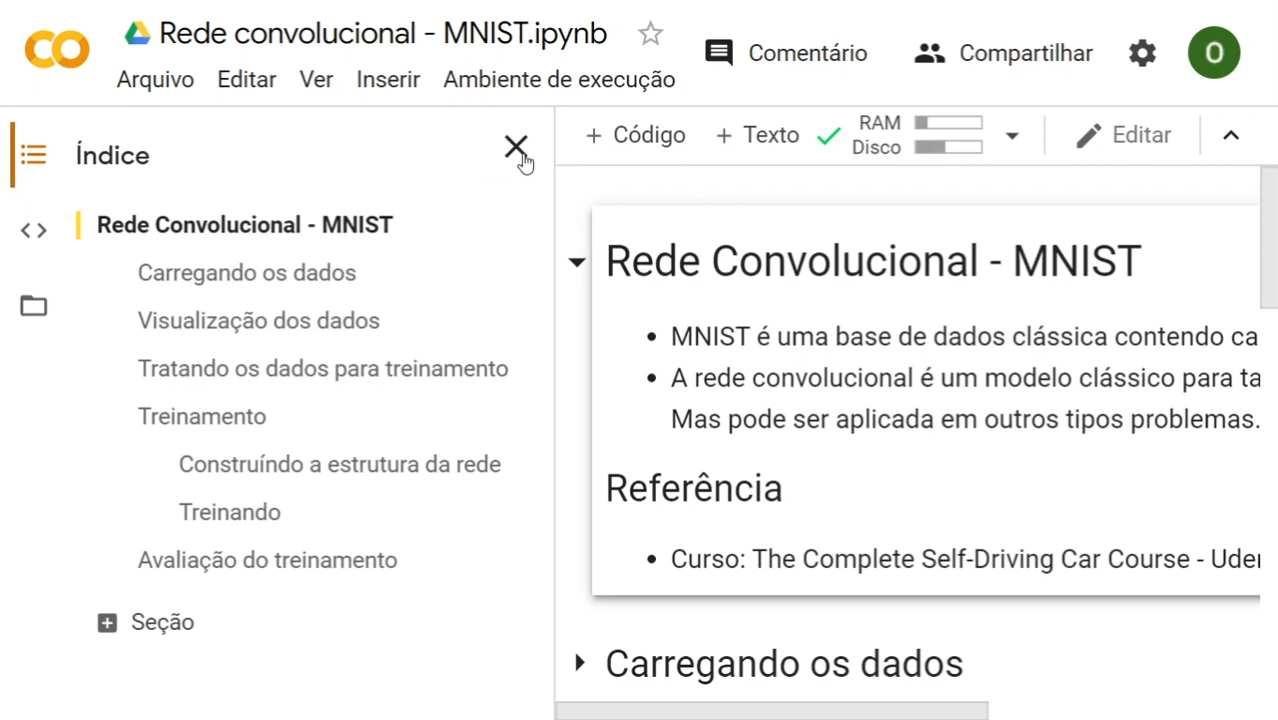 Rede convolucional - MNIST.ipynb
Arquivo Editar Ver Inserir Ambiente de execução
Comentário
Compartilhar
O
Índice
Rede Convolucional - MNIST
Carregando os dados
Visualização dos dados
Tratando os dados para treinamento
Treinamento
Construíndo a estrutura da rede
Treinando
Avaliação do treinamento
Seção
+ Código + Texto
RAM
Disco
Editar
Rede Convolucional - MNIST
• MNIST é uma base de dados clássica contendo ca
• A rede convolucional é um modelo clássico para ta
Mas pode ser aplicada em outros tipos problemas.
Referência
• Curso: The Complete Self-Driving Car Course - Uder
Carregando os dados